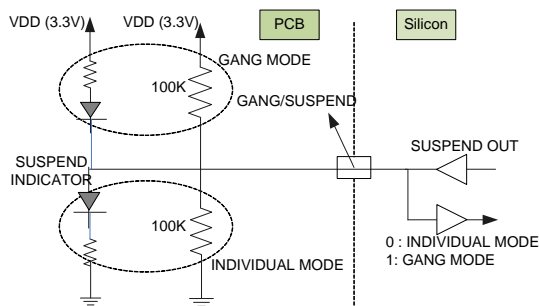 VDD (3.3V)
VDD (3.3V)
PCB
Silicon
GANG MODE
100K
GANG/SUSPEND
SUSPEND OUT
SUSPEND
INDICATOR
100K
0 : INDIVIDUAL MODE
1: GANG MODE
INDIVIDUAL MODE